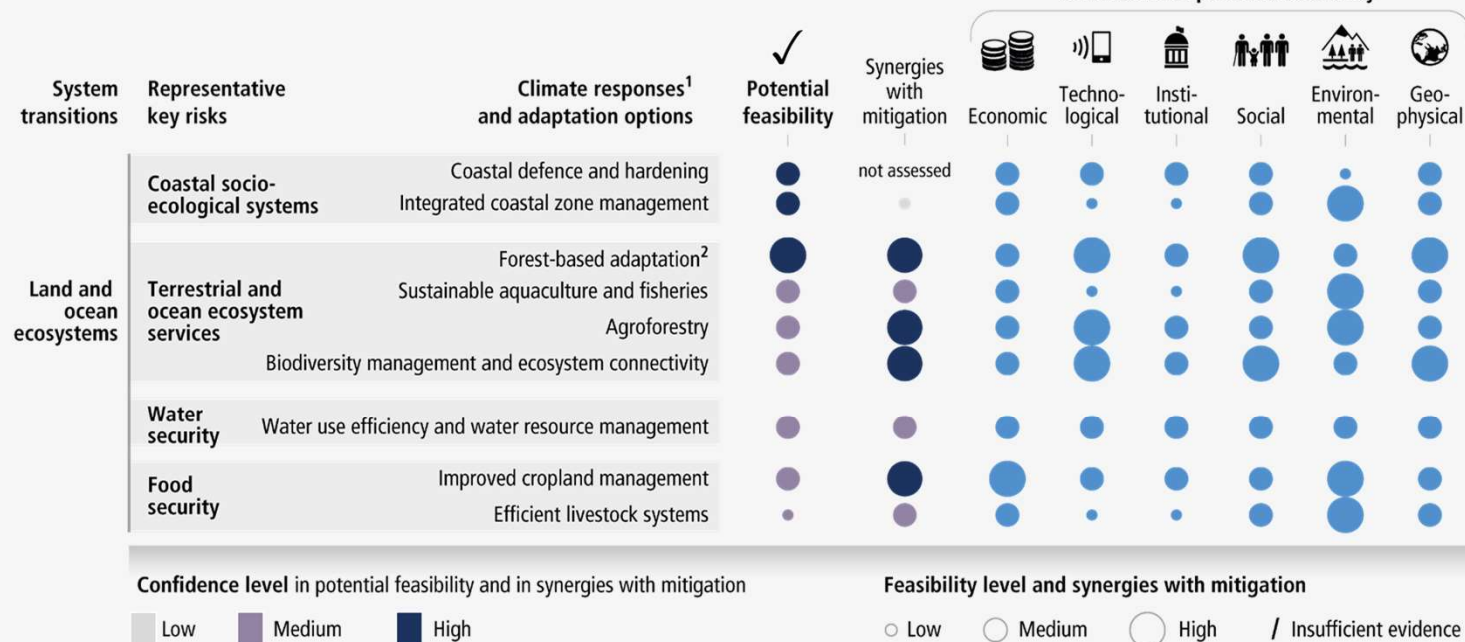 System transitions
Representative key risks
Climate responses1 and adaptation options
Potential feasibility
Synergies with mitigation
Economic
Techno-
logical
Insti-
tutional
Social
Environ-
mental
Geo-
physical
Land and ocean ecosystems
Coastal socio-
ecological systems
Coastal defence and hardening
not assessed
Integrated coastal zone management
Terrestrial and ocean ecosystem services
Forest-based adaptation2
Sustainable aquaculture and fisheries
Agroforestry
Biodiversity management and ecosystem connectivity
Water security
Water use efficiency and water resource management
Food security
Improved cropland management
Efficient livestock systems
Confidence level in potential feasibility and in synergies with mitigation
Low
Medium
High
Feasibility level and synergies with mitigation
Low
Medium
High
/ Insufficient evidence